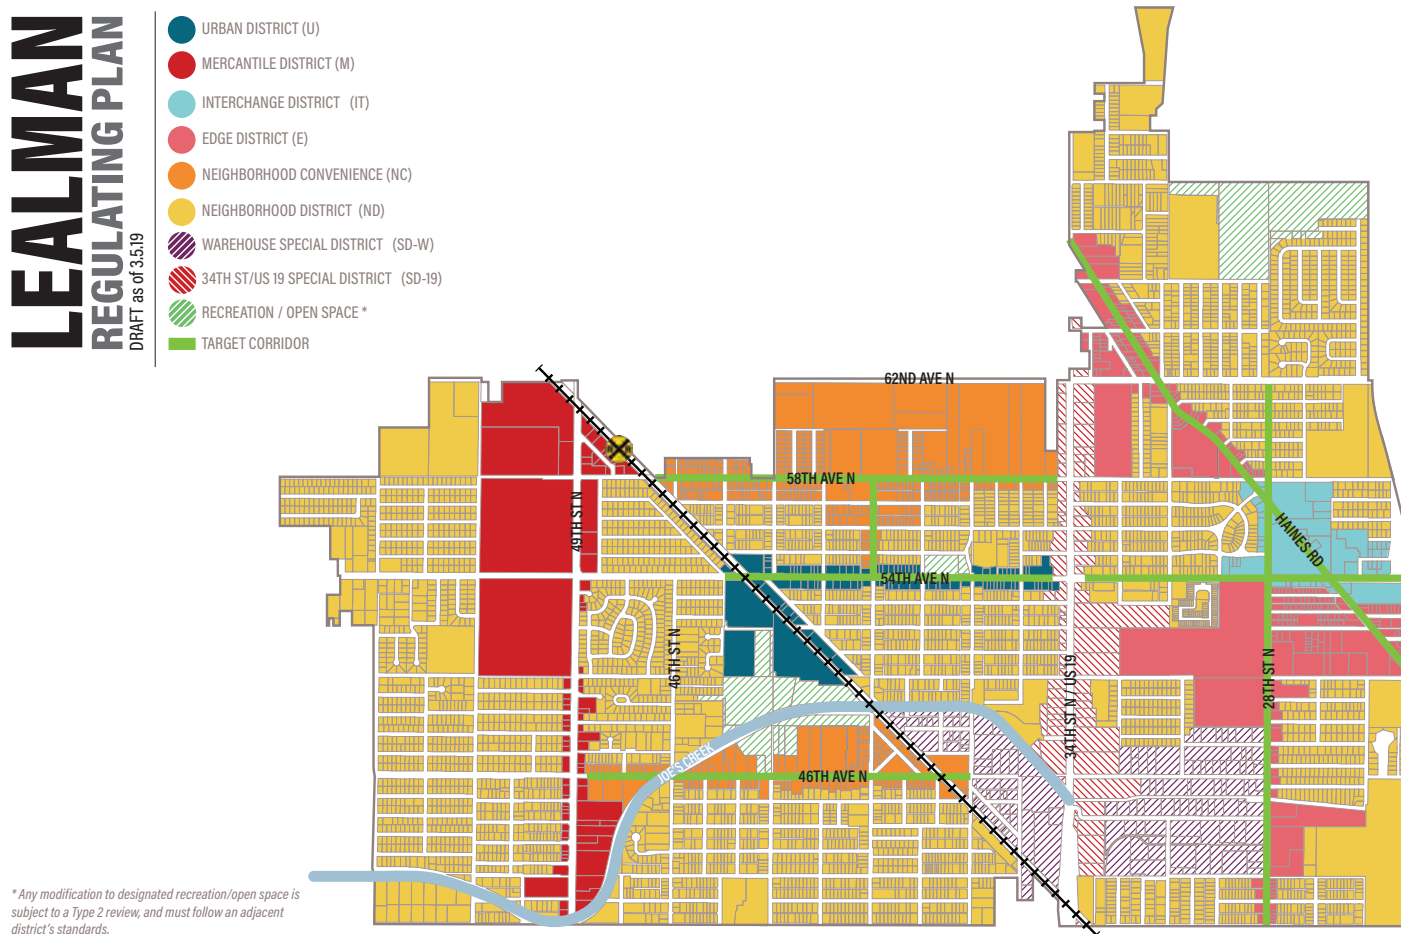 LEALMAN
REGULATING PLAN
DRAFT as of 3.5.19
URBAN DISTRICT (U)
MERCANTILE DISTRICT (M)
INTERCHANGE DISTRICT (IT)
EDGE DISTRICT (E)
NEIGHBORHOOD CONVENIENCE (NC)
NEIGHBORHOOD DISTRICT (ND)
WAREHOUSE SPECIAL DISTRICT (SD-W)
34TH ST/US 19 SPECIAL DISTRICT (SD-19)
RECREATION / OPEN SPACE *
TARGET CORRIDOR
62ND AVE N
58TH AVE N
49TH ST N
HAINES RD
54TH AVE N
46TH ST N
28TH ST N
34TH ST N / US 19
JOE'S CREEK
46TH AVE N
* Any modification to designated recreation/open space is
subject to a Type 2 review, and must follow an adjacent
district's standards.